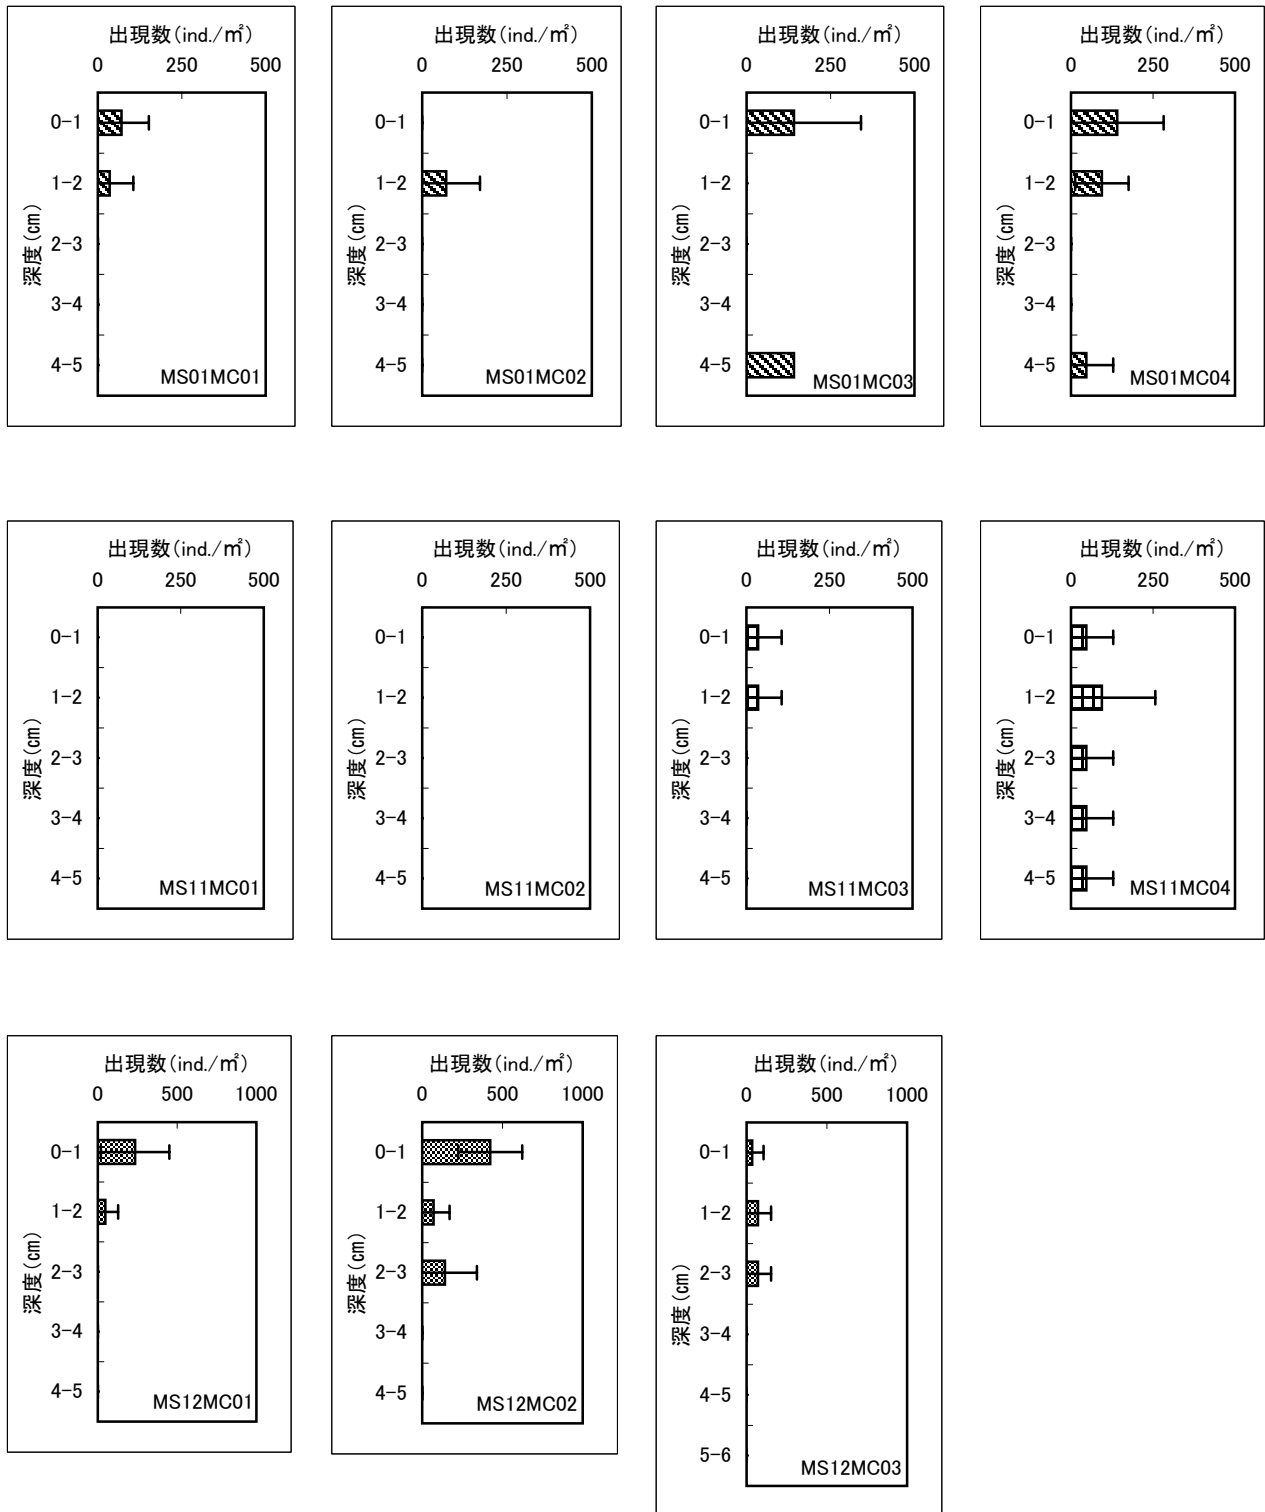 出現数(ind./㎡)
0 250 500
0-1
1-2
2-3
3-4
4-5
深度(cm)
MS01MC01
出現数(ind./㎡)
0 250 500
0-1
1-2
2-3
3-4
4-5
深度(cm)
MS01MC02
出現数(ind./㎡)
0 250 500
0-1
1-2
2-3
3-4
4-5
深度(cm)
MS01MC03
出現数(ind./㎡)
0 250 500
0-1
1-2
2-3
3-4
4-5
深度(cm)
MS01MC04
出現数(ind./㎡)
0 250 500
0-1
1-2
2-3
3-4
4-5
深度(cm)
MS11MC01
出現数(ind./㎡)
0 250 500
0-1
1-2
2-3
3-4
4-5
深度(cm)
MS11MC02
出現数(ind./㎡)
0 250 500
0-1
1-2
2-3
3-4
4-5
深度(cm)
MS11MC03
出現数(ind./㎡)
0 250 500
0-1
1-2
2-3
3-4
4-5
深度(cm)
MS11MC04
出現数(ind./㎡)
0 500 1000
0-1
1-2
2-3
3-4
4-5
深度(cm)
MS12MC01
出現数(ind./㎡)
0 500 1000
0-1
1-2
2-3
3-4
4-5
深度(cm)
MS12MC02
出現数(ind./㎡)
0 500 1000
0-1
1-2
2-3
3-4
4-5
5-6
深度(cm)
MS12MC03